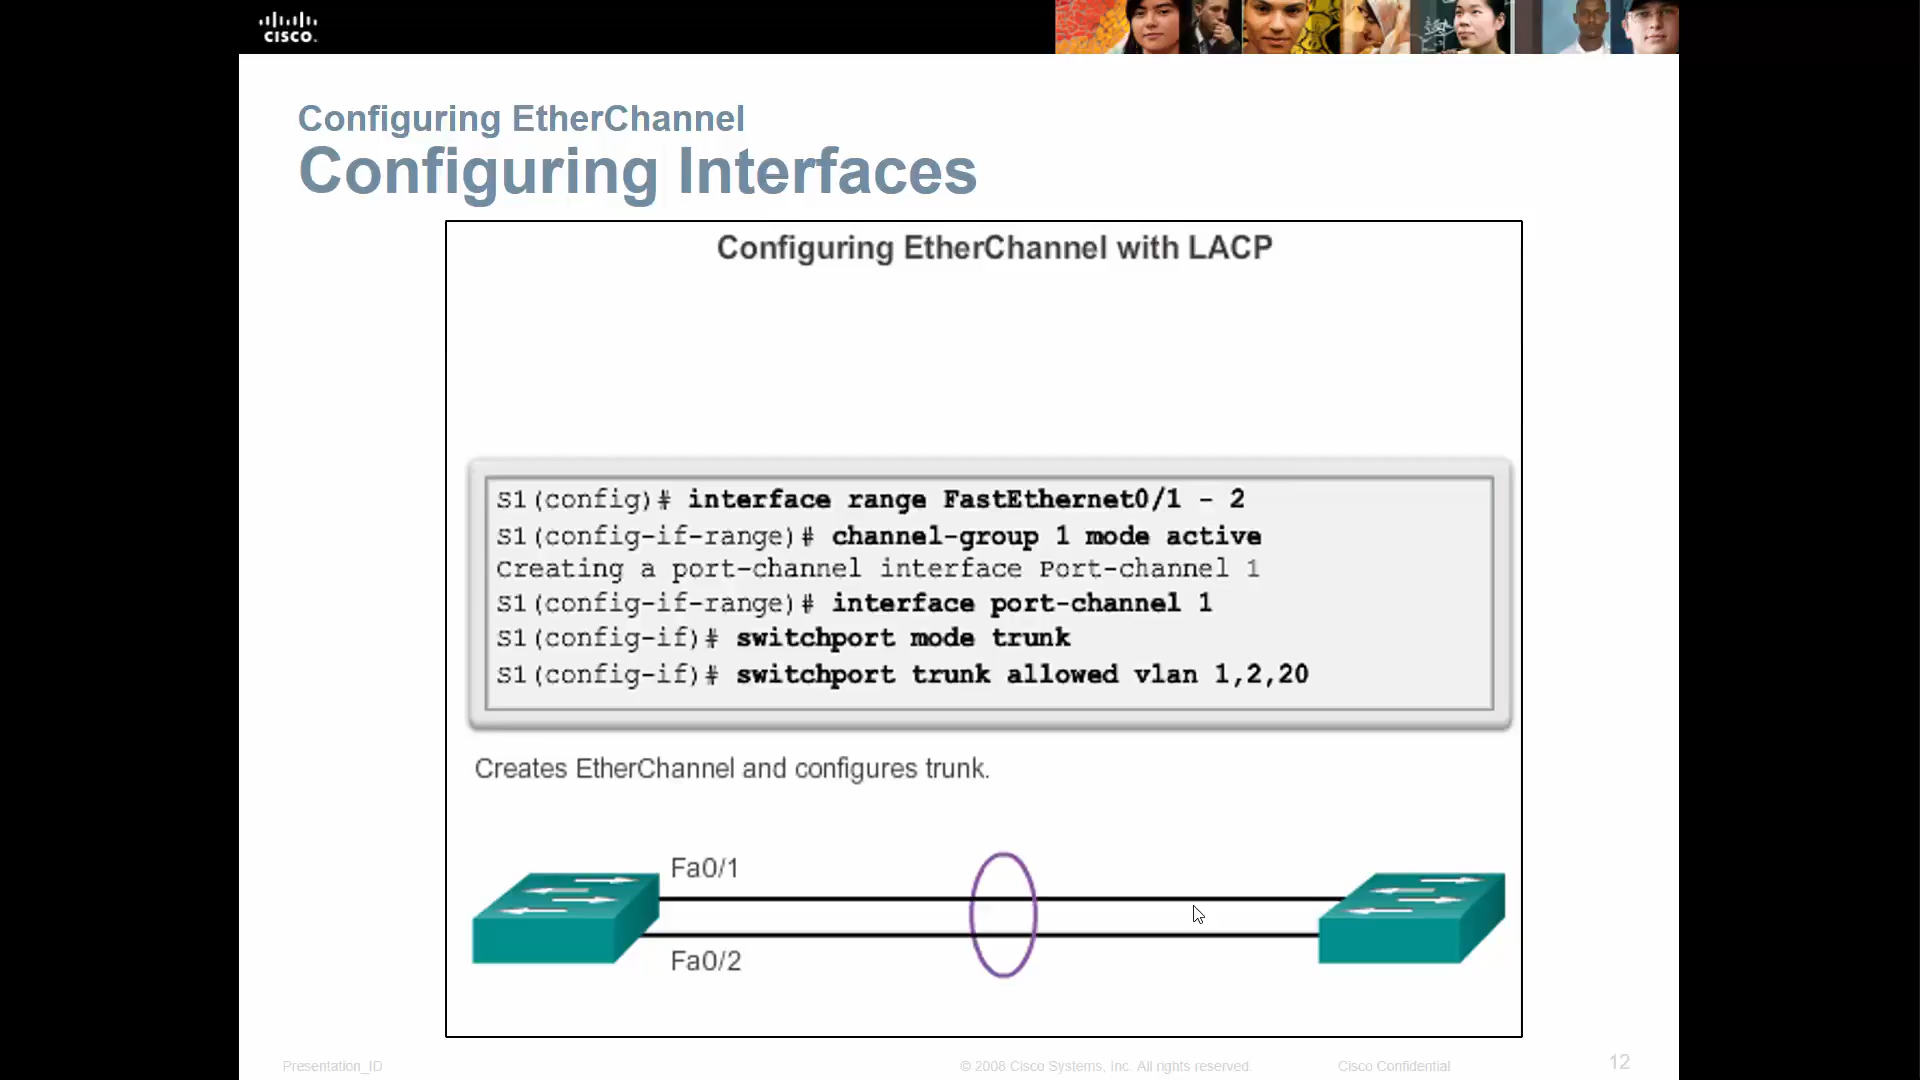 CISCO.
Configuring EtherChannel
Configuring Interfaces
Configuring EtherChannel with LACP
S1(config)# interface range FastEthernet0/1 - 2
S1(config-if-range)# channel-group 1 mode active
Creating a port-channel interface Port-channel 1
S1(config-if-range)# interface port-channel 1
S1(config-if)# switchport mode trunk
S1(config-if)# switchport trunk allowed vlan 1,2,20
Creates EtherChannel and configures trunk.
Fa0/1
Fa0/2
Presentation_ID
© 2008 Cisco Systems, Inc. All rights reserved.
Cisco Confidential
12